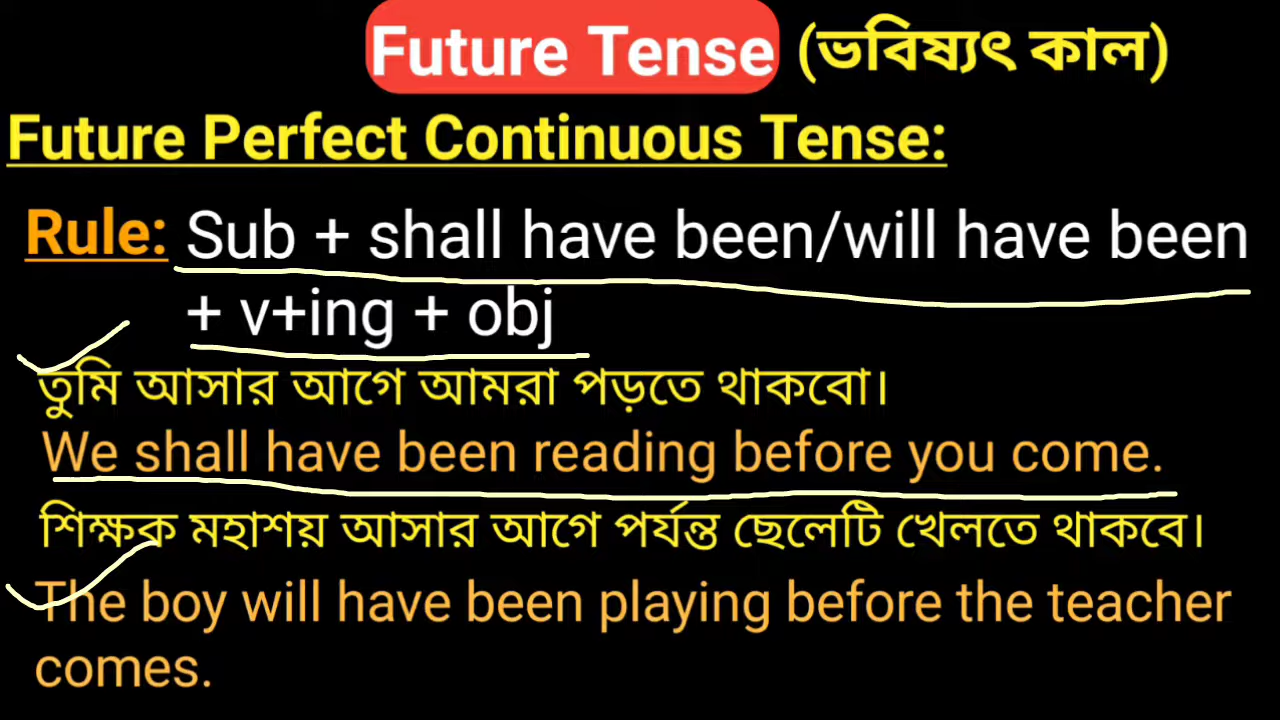 Future Tense (ভবিষ্যৎ কাল)
Future Perfect Continuous Tense:
Rule: Sub + shall have been/will have been
+ v+ing + obj
তুমি আসার আগে আমরা পড়তে থাকবো।
We shall have been reading before you come.
শিক্ষক মহাশয় আসার আগে পর্যন্ত ছেলেটি খেলতে থাকবে।
The boy will have been playing before the teacher
comes.